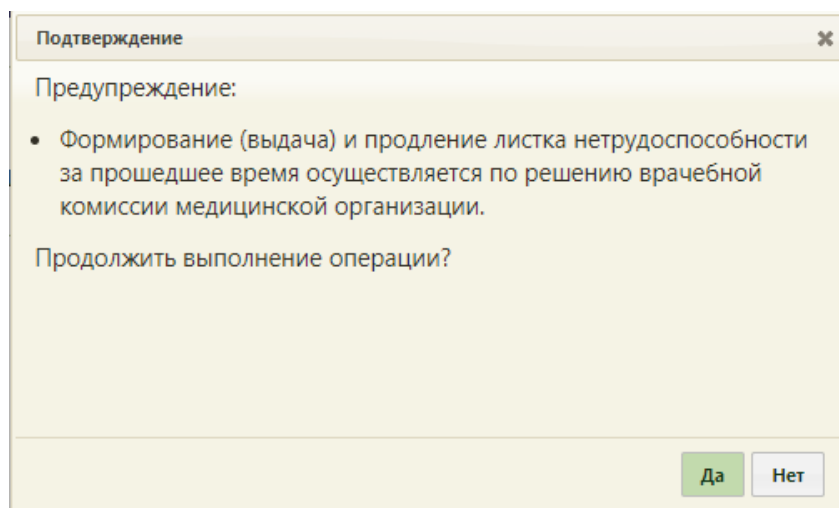 Подтверждение
Предупреждение:
• Формирование (выдача) и продление листка нетрудоспособности
за прошедшее время осуществляется по решению врачебной
комиссии медицинской организации.
Продолжить выполнение операции?
Да Нет